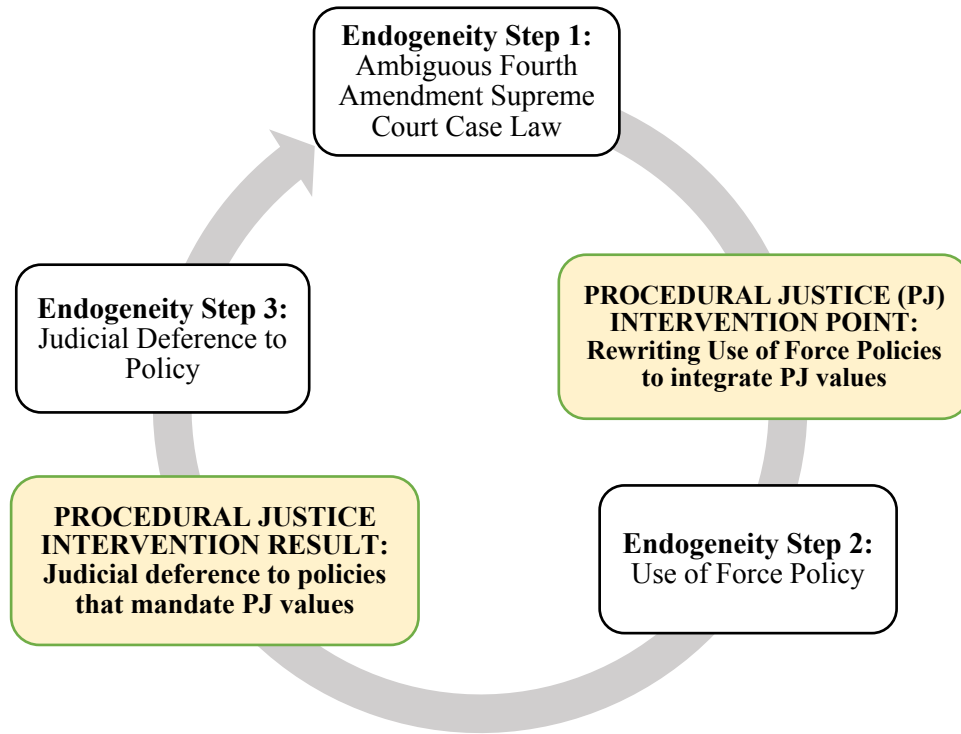 Endogeneity Step 1:
Ambiguous Fourth
Amendment Supreme
Court Case Law
PROCEDURAL JUSTICE (PJ)
INTERVENTION POINT:
Rewriting Use of Force Policies
to integrate PJ values
Endogeneity Step 2:
Use of Force Policy
PROCEDURAL JUSTICE
INTERVENTION RESULT:
Judicial deference to policies
that mandate PJ values
Endogeneity Step 3:
Judicial Deference to
Policy